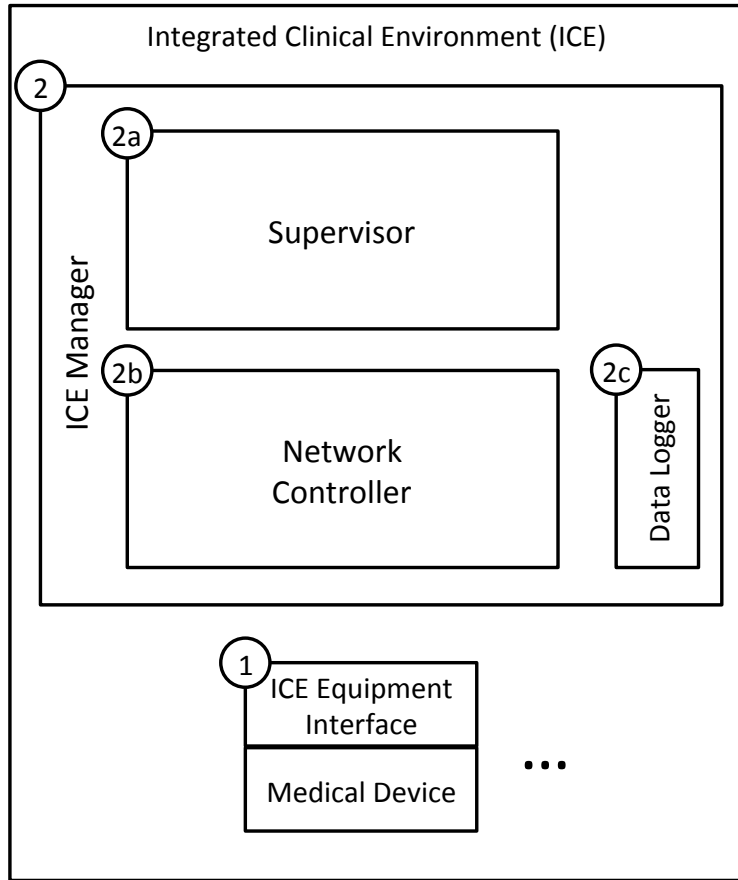 Integrated Clinical Environment (ICE)
2
2a
Supervisor
ICE Manager
2b
Network
Controller
2c
Data Logger
1
ICE Equipment
Interface
Medical Device
...